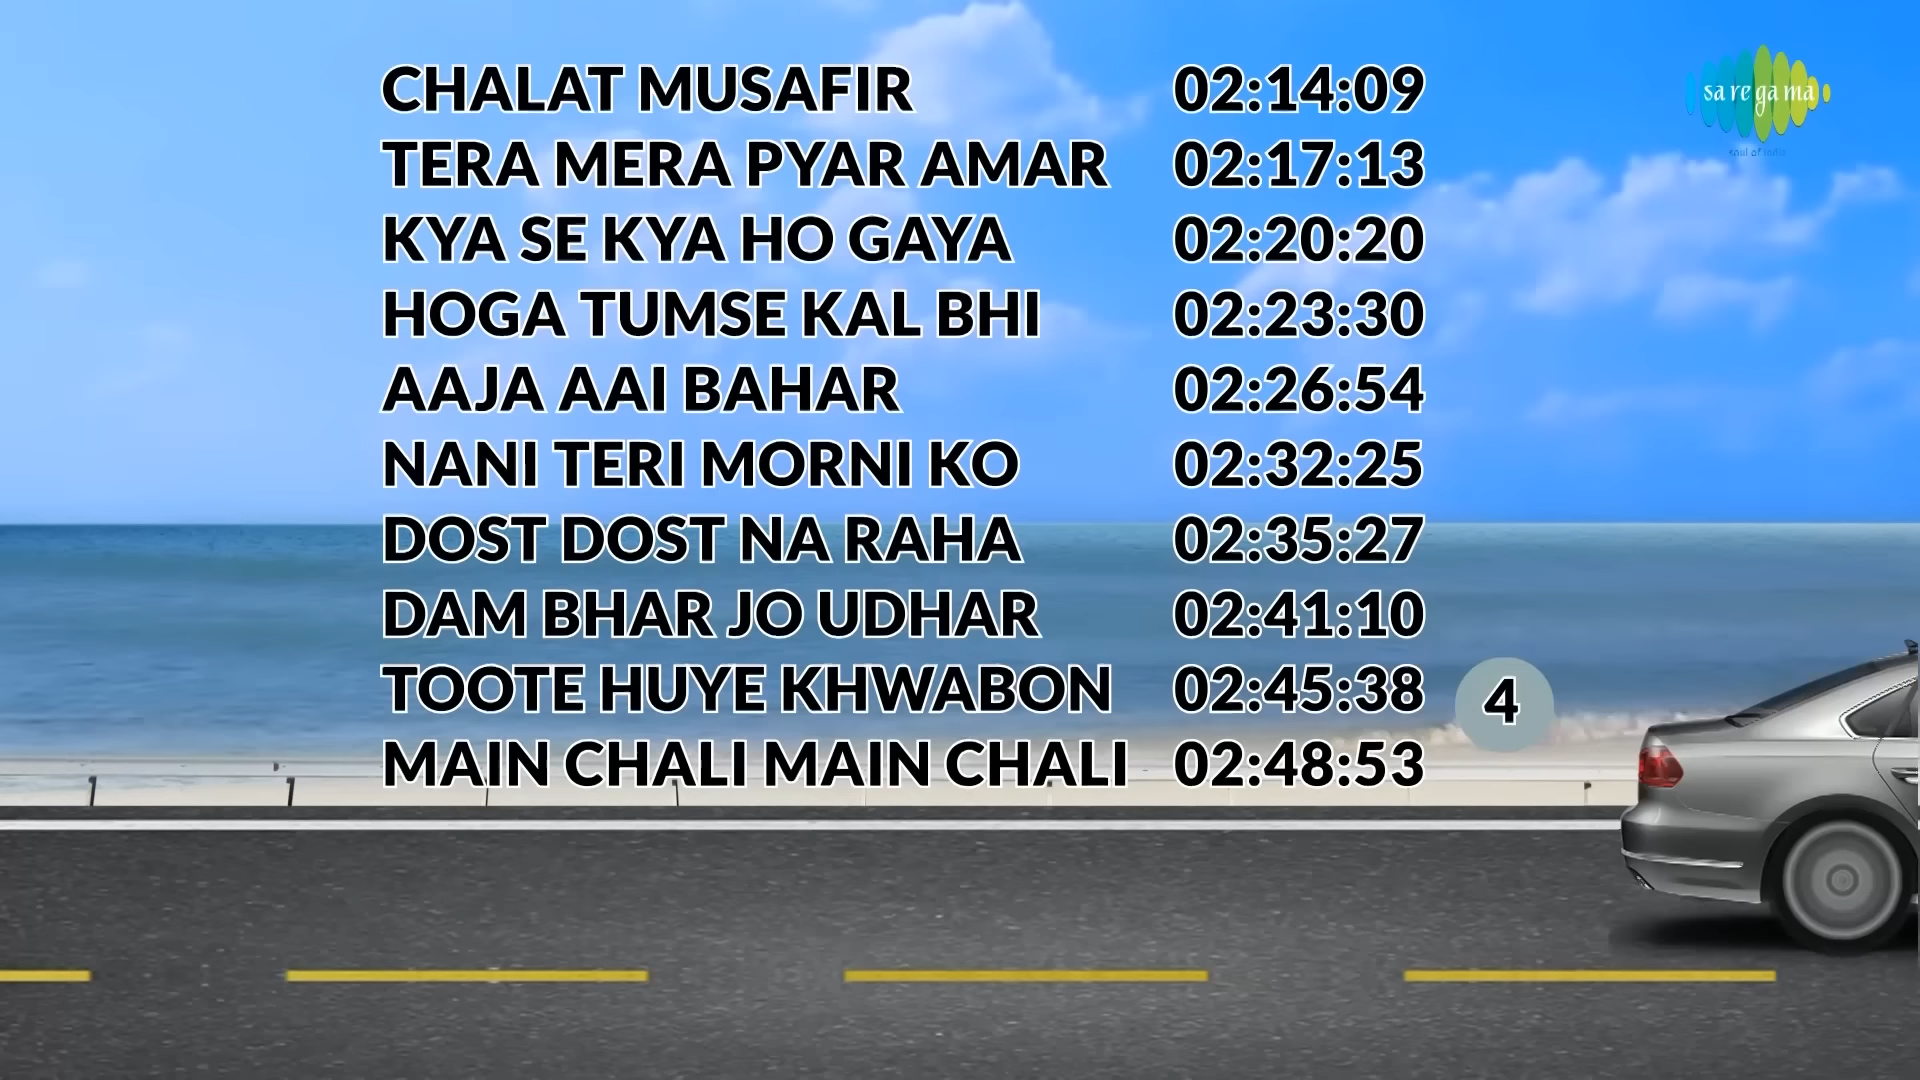 CHALAT MUSAFIR 02:14:09
TERA MERA PYAR AMAR 02:17:13
KYA SE KYA HO GAYA 02:20:20
HOGA TUMSE KAL BHI 02:23:30
AAJA AAI BAHAR 02:26:54
NANI TERI MORNI KO 02:32:25
DOST DOST NA RAHA 02:35:27
DAM BHAR JO UDHAR 02:41:10
TOOTE HUYE KHWABON 02:45:38
MAIN CHALI MAIN CHALI 02:48:53
4
sa re ga ma
soul of india